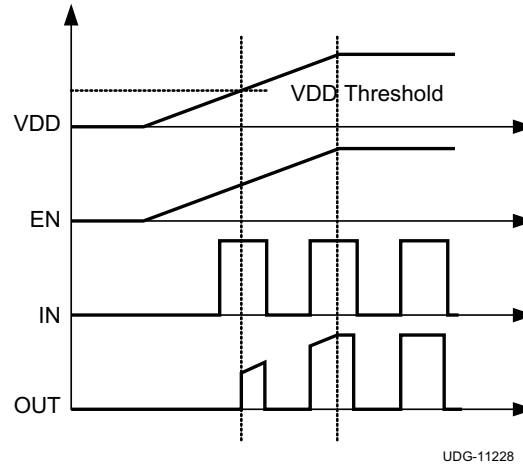 VDD Threshold
VDD
EN
IN
OUT
UDG-11228